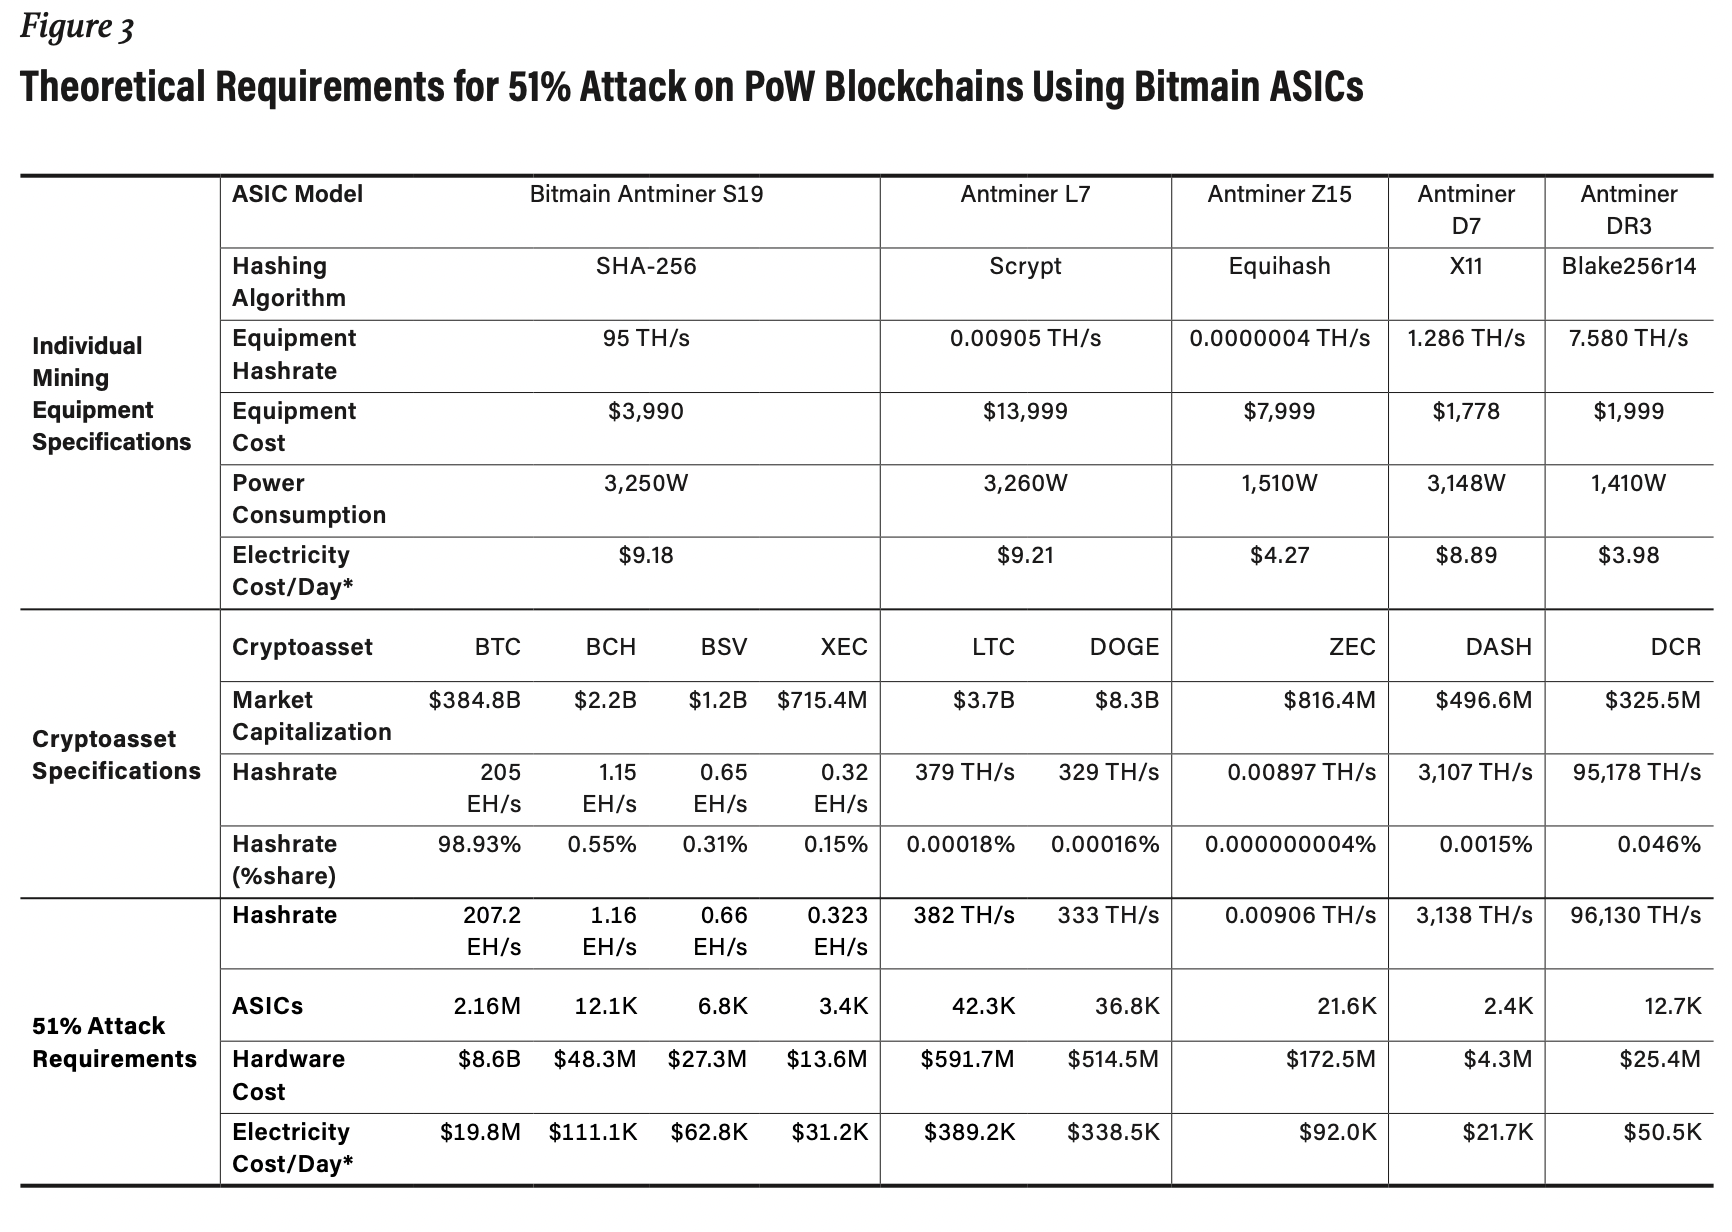 Figure 3
Theoretical Requirements for 51% Attack on PoW Blockchains Using Bitmain ASICs
Individual
Mining
Equipment
Specifications
ASIC Model Bitmain Antminer S19 Antminer L7 Antminer Z15 Antminer Antminer
D7 DR3
Hashing SHA-256 Scrypt Equihash X11 Blake256r14
Algorithm
Equipment 95 TH/s 0.00905 TH/s 0.0000004 TH/s 1.286 TH/s 7.580 TH/s
Hashrate
Equipment $3,990 $13,999 $7,999 $1,778 $1,999
Cost
Power 3,250W 3,260W 1,510W 3,148W 1,410W
Consumption
Electricity $9.18 $9.21 $4.27 $8.89 $3.98
Cost/Day*
Cryptoasset
Specifications
Cryptoasset BTC BCH BSV XEC LTC DOGE ZEC DASH DCR
Market $384.8B $2.2B $1.2B $715.4M $3.7B $8.3B $816.4M $496.6M $325.5M
Capitalization
Hashrate 205 1.15 0.65 0.32 379 TH/s 329 TH/s 0.00897 TH/s 3,107 TH/s 95,178 TH/s
EH/s EH/s EH/s EH/s
Hashrate 98.93% 0.55% 0.31% 0.15% 0.00018% 0.00016% 0.000000004% 0.0015% 0.046%
(%share)
51% Attack
Requirements
Hashrate 207.2 1.16 0.66 0.323 382 TH/s 333 TH/s 0.00906 TH/s 3,138 TH/s 96,130 TH/s
EH/s EH/s EH/s EH/s
ASICs 2.16M 12.1K 6.8K 3.4K 42.3K 36.8K 21.6K 2.4K 12.7K
Hardware $8.6B $48.3M $27.3M $13.6M $591.7M $514.5M $172.5M $4.3M $25.4M
Cost
Electricity $19.8M $111.1K $62.8K $31.2K $389.2K $338.5K $92.0K $21.7K $50.5K
Cost/Day*